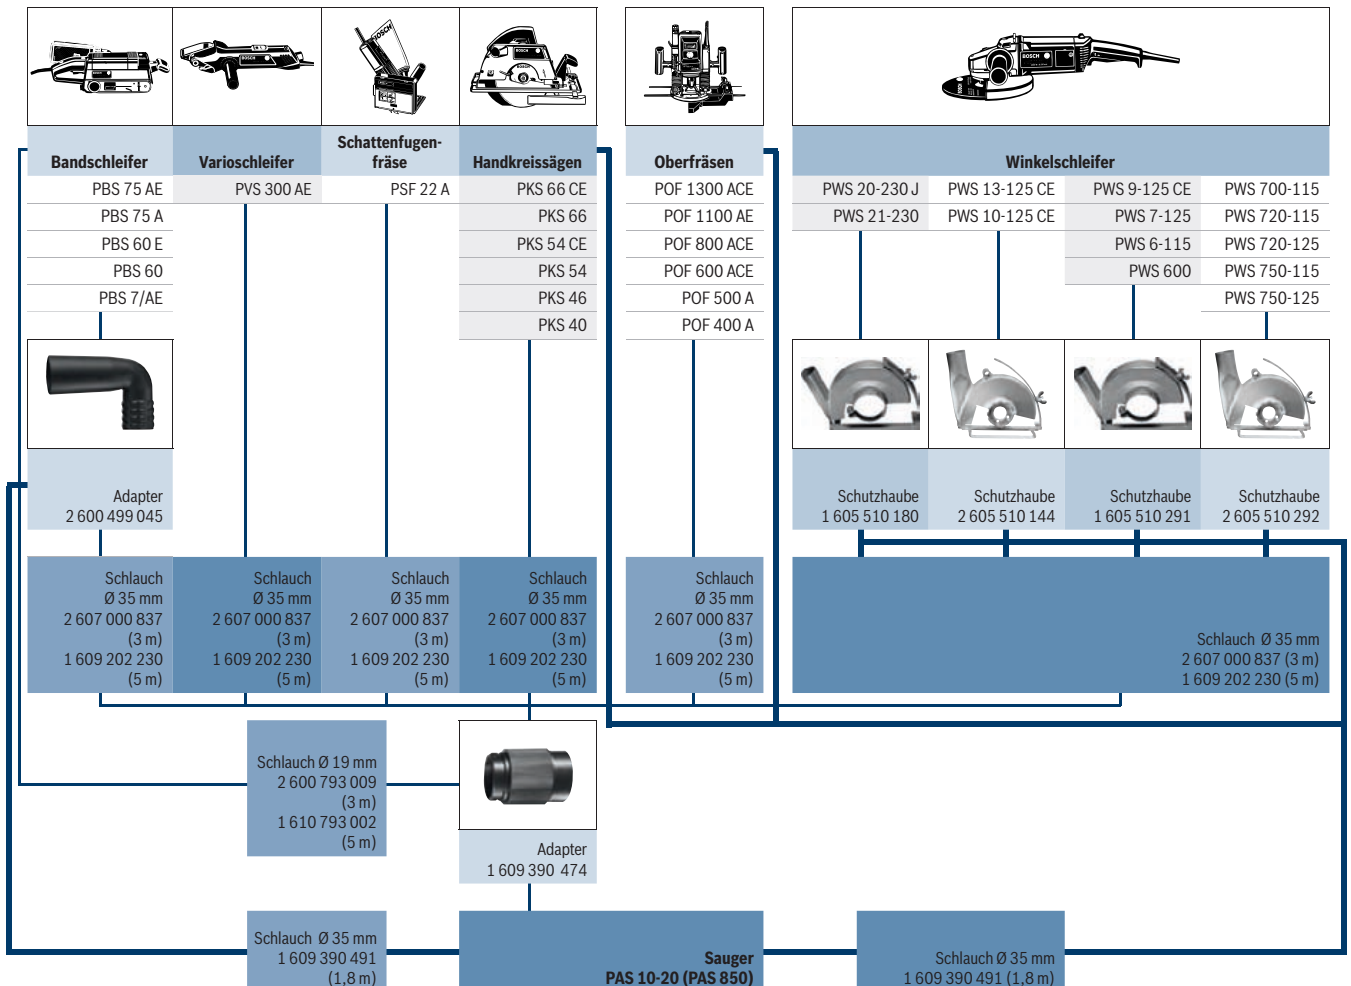 BOSCH
BOSCH
BOSCH
BOSCH
Bandschleifer
Varioschleifer
Schattenfugen-
fräse
Handkreissägen
Oberfräsen
Winkelschleifer
PBS 75 AE
PBS 75 A
PBS 60 E
PBS 60
PBS 7/AE
PVS 300 AE
PSF 22 A
PKS 66 CE
PKS 66
PKS 54 CE
PKS 54
PKS 46
PKS 40
POF 1300 ACE
POF 1100 AE
POF 800 ACE
POF 600 ACE
POF 500 A
POF 400 A
PWS 20-230 J
PWS 21-230
PWS 13-125 CE
PWS 10-125 CE
PWS 9-125 CE
PWS 7-125
PWS 6-115
PWS 600
PWS 700-115
PWS 720-115
PWS 720-125
PWS 750-115
PWS 750-125
Adapter
2 600 499 045
Schutzhaube
1 605 510 180
Schutzhaube
2 605 510 144
Schutzhaube
1 605 510 291
Schutzhaube
2 605 510 292
Schlauch
Ø 35 mm
2 607 000 837
(3 m)
1 609 202 230
(5 m)
Schlauch
Ø 35 mm
2 607 000 837
(3 m)
1 609 202 230
(5 m)
Schlauch
Ø 35 mm
2 607 000 837
(3 m)
1 609 202 230
(5 m)
Schlauch
Ø 35 mm
2 607 000 837
(3 m)
1 609 202 230
(5 m)
Schlauch
Ø 35 mm
2 607 000 837
(3 m)
1 609 202 230
(5 m)
Schlauch Ø 35 mm
2 607 000 837 (3 m)
1 609 202 230 (5 m)
Schlauch Ø 19 mm
2 600 793 009
(3 m)
1 610 793 002
(5 m)
Adapter
1 609 390 474
Schlauch Ø 35 mm
1 609 390 491
(1,8 m)
Sauger
PAS 10-20 (PAS 850)
Schlauch Ø 35 mm
1 609 390 491 (1,8 m)